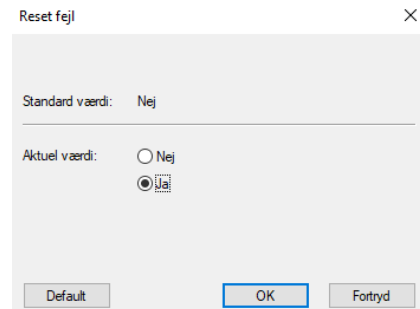 Reset fejl
Standard værdi: Nej
Aktuel værdi: Nej
Ja
Default OK Fortryd